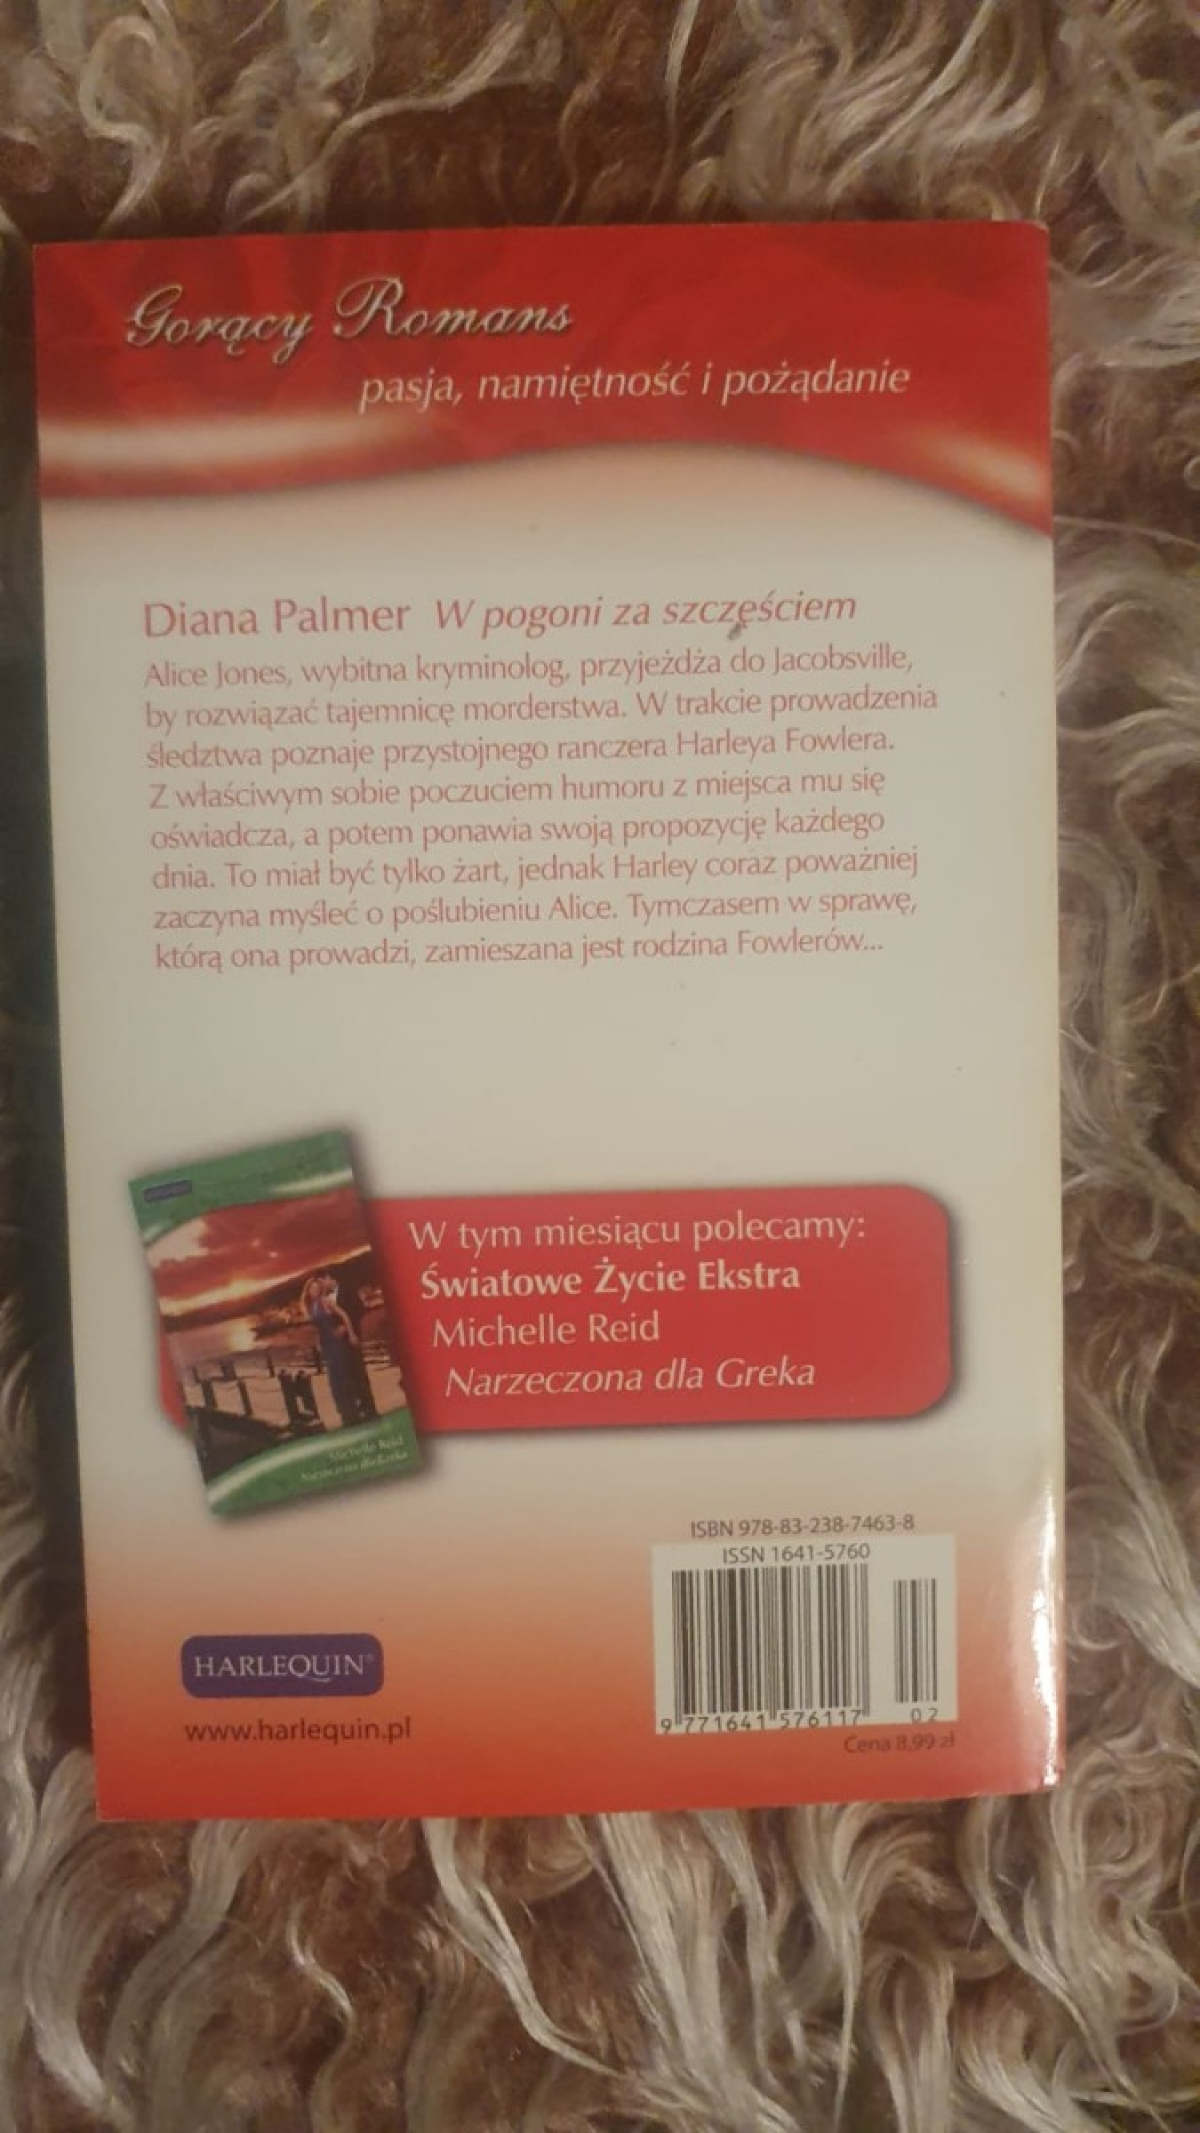 Gorący Romans
pasja, namiętność i pożądanie
Diana Palmer W pogoni za szczęściem
Alice Jones, wybitna kryminolog, przyjeżdża do Jacobsville,
by rozwiązać tajemnicę morderstwa. W trakcie prowadzenia
śledztwa poznaje przystojnego ranczera Harleya Fowlera.
Z właściwym sobie poczuciem humoru z miejsca mu się
oświadcza, a potem ponawia swoją propozycję każdego
dnia. To miał być tylko żart, jednak Harley coraz poważniej
zaczyna myśleć o poślubieniu Alice. Tymczasem w sprawę,
którą ona prowadzi, zamieszana jest rodzina Fowlerów...
W tym miesiącu polecamy:
Światowe Życie Ekstra
Michelle Reid
Narzeczona dla Greka
Michelle Reid
Narzeczona dla Greka
ISBN 978-83-238-7463-8
ISSN 1641-5760
9 771641 576117
02
Cena 8,99 zł
HARLEQUIN®
www.harlequin.pl